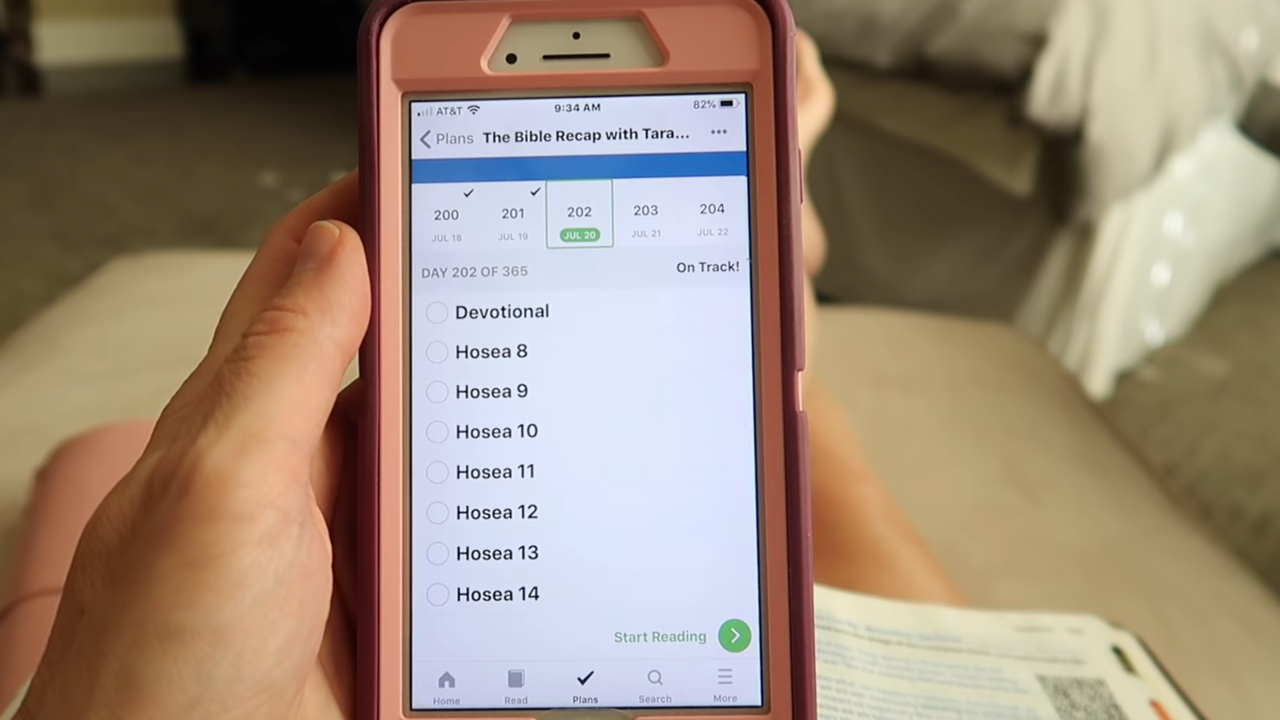 AT&T 9:34 AM 82%
Plans The Bible Recap with Tara... •••
200 201 202 203 204
JUL 18 JUL 19 JUL 20 JUL 21 JUL 22
DAY 202 OF 365 On Track!
Devotional
Hosea 8
Hosea 9
Hosea 10
Hosea 11
Hosea 12
Hosea 13
Hosea 14
Start Reading
Home Read Plans Search More